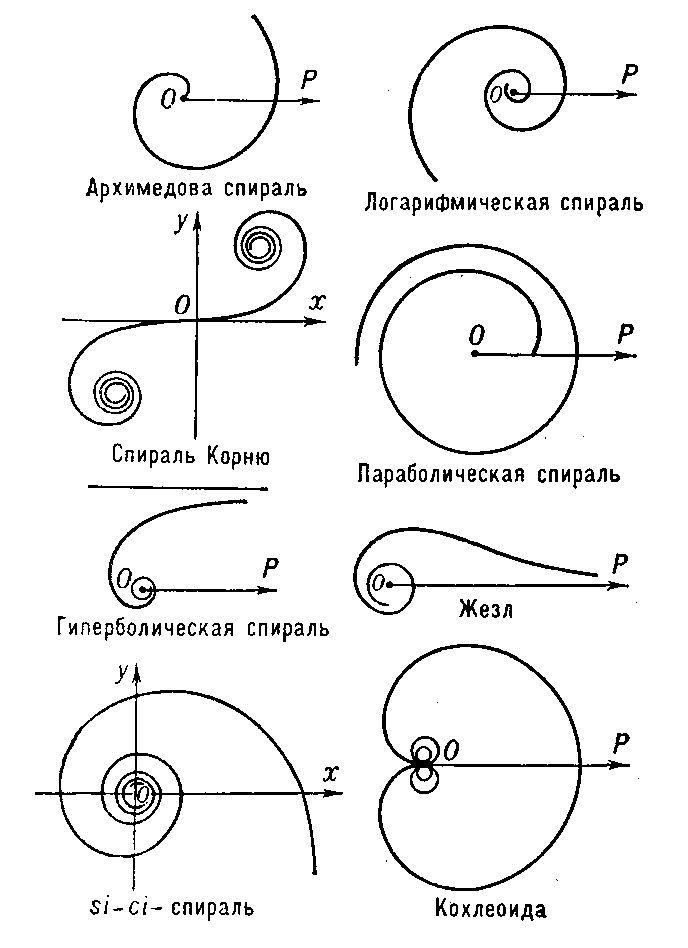 O P
Архимедова спираль
O P
Логарифмическая спираль
y
O x
Спираль Корню
O P
Параболическая спираль
O P
Гиперболическая спираль
O P
Жезл
y
O x
si-ci-спираль
O P
Кохлеоида